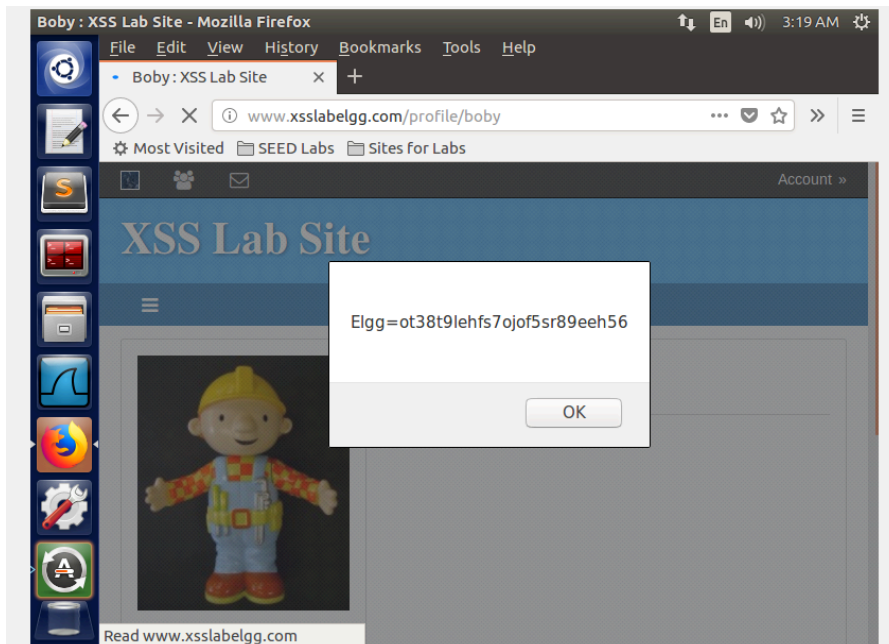 Boby : XSS Lab Site - Mozilla Firefox En 3:19 AM
File Edit View History Bookmarks Tools Help
Boby : XSS Lab Site × +
www.xsslabelgg.com/profile/boby
Most Visited SEED Labs Sites for Labs
Account »
XSS Lab Site
Elgg=ot38t9lehfs7ojof5sr89eeh56
OK
Read www.xsslabelgg.com